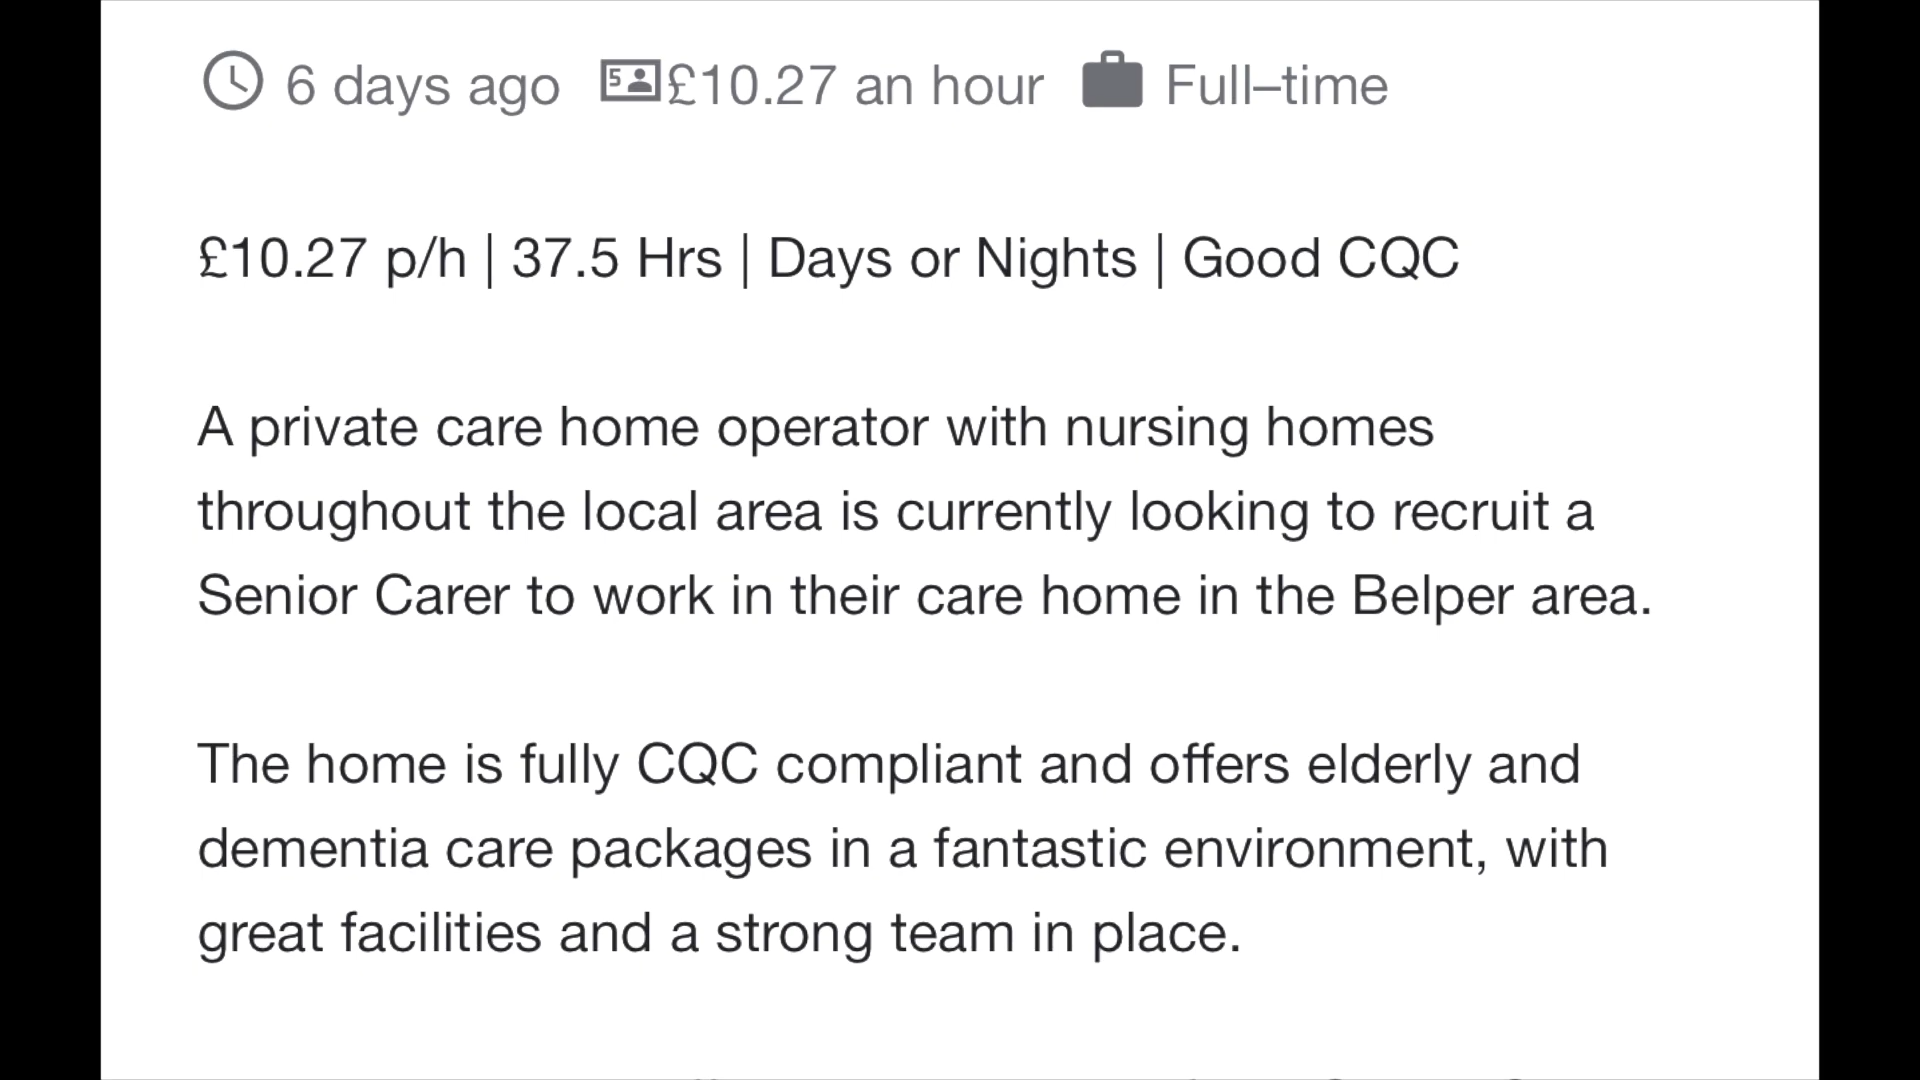 6 days ago £10.27 an hour Full–time
£10.27 p/h | 37.5 Hrs | Days or Nights | Good CQC
A private care home operator with nursing homes
throughout the local area is currently looking to recruit a
Senior Carer to work in their care home in the Belper area.
The home is fully CQC compliant and offers elderly and
dementia care packages in a fantastic environment, with
great facilities and a strong team in place.